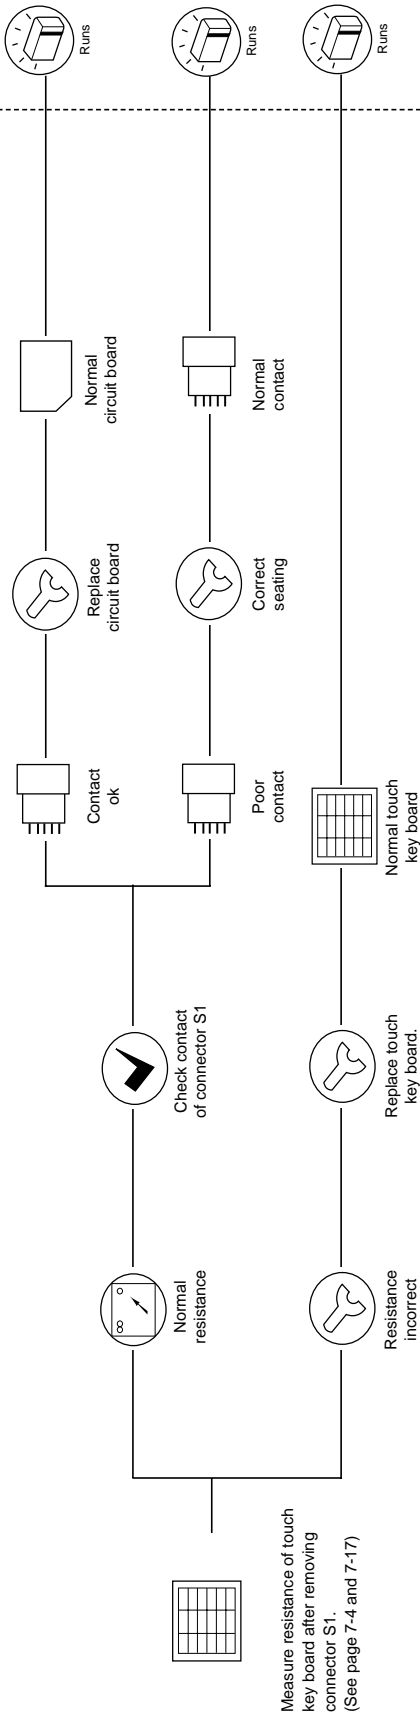 Measure resistance of touch
key board after removing
connector S1.
(See page 7-4 and 7-17)
Normal
resistance
Check contact
of connector S1
Contact
ok
Replace
circuit board
Normal
circuit board
Runs
Poor
contact
Correct
seating
Normal
contact
Runs
Resistance
incorrect
Replace touch
key board.
Normal touch
key board
Runs